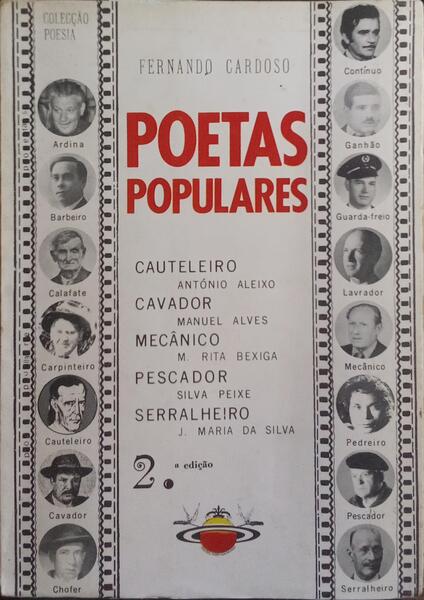 COLECÇÃO
POESIA
FERNANDO CARDOSO
POETAS
POPULARES
CAUTELEIRO
ANTÓNIO ALEIXO
CAVADOR
MANUEL ALVES
MECÂNICO
M. RITA BEXIGA
PESCADOR
SILVA PEIXE
SERRALHEIRO
J. MARIA DA SILVA
2.ª edição
Ardina
Barbeiro
Calafate
Carpinteiro
Cauteleiro
Cavador
Chofer
Contínuo
Ganhão
Guarda-freio
Lavrador
Mecânico
Pedreiro
Pescador
Serralheiro